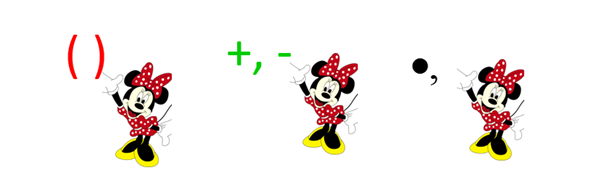 ( ) +, - •,